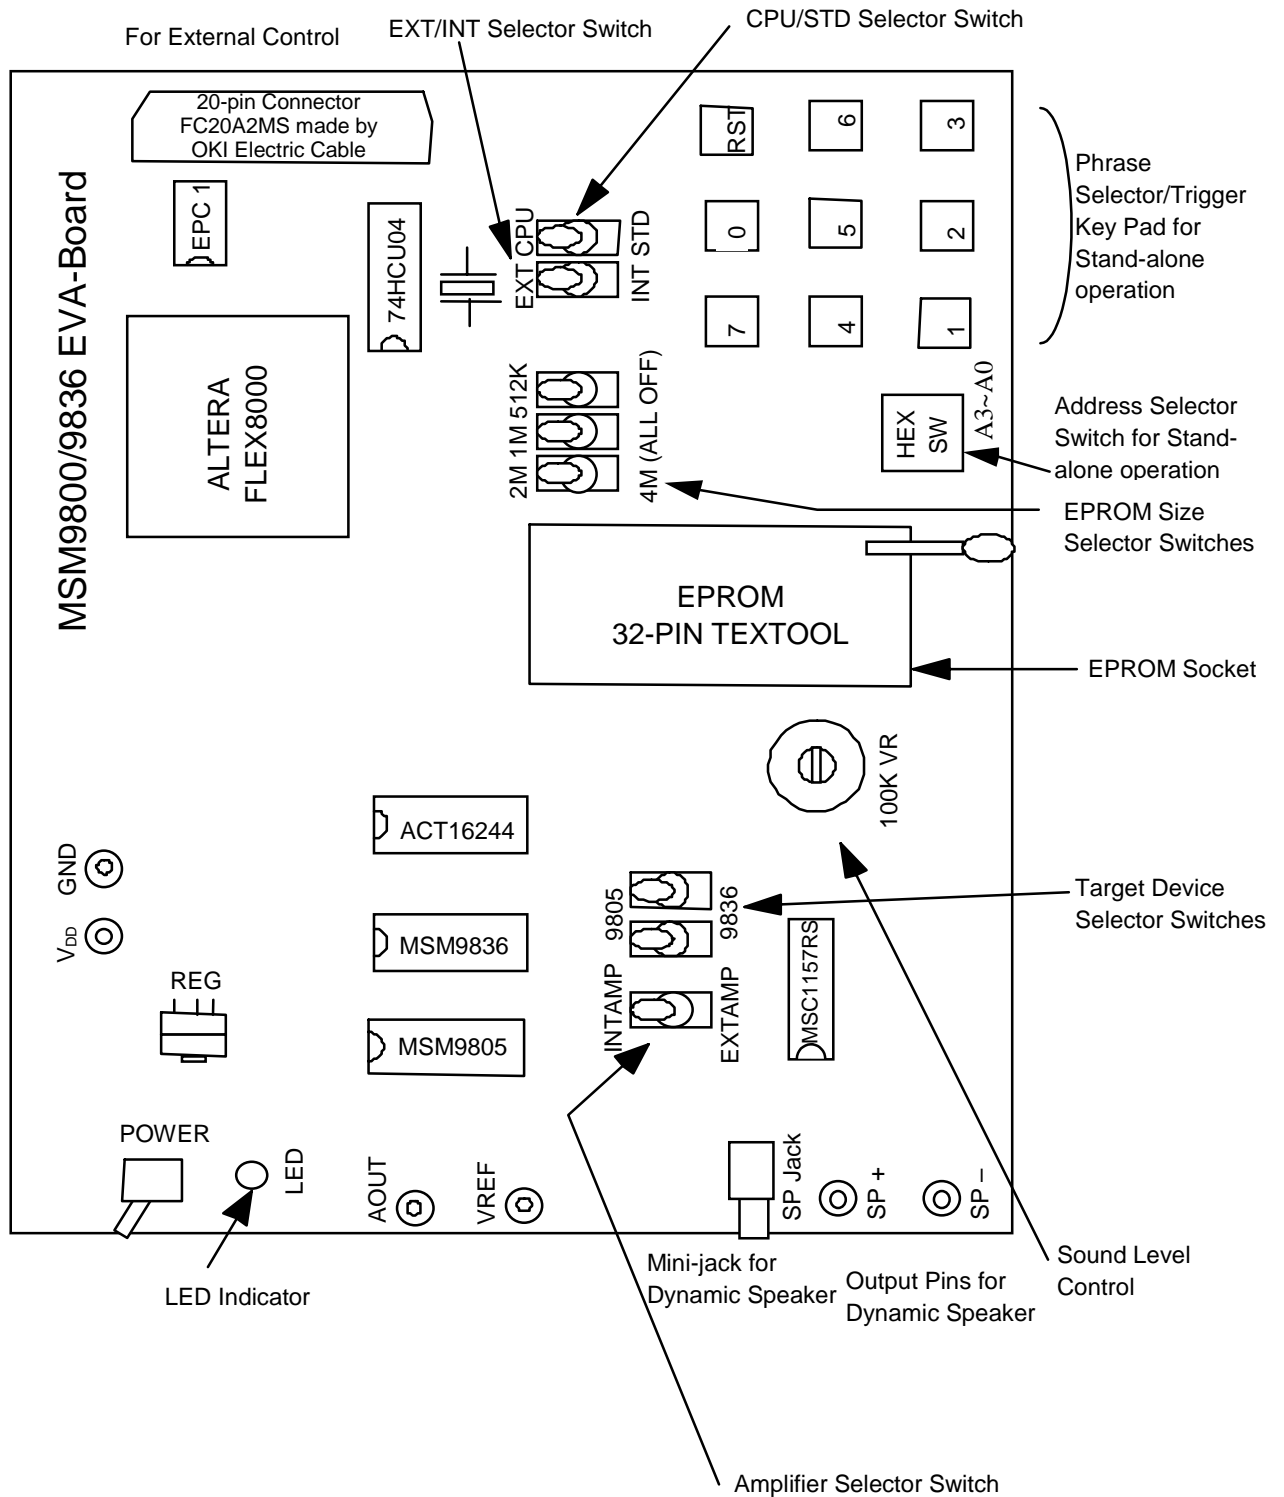 For External Control
EXT/INT Selector Switch
CPU/STD Selector Switch
20-pin Connector
FC20A2MS made by
OKI Electric Cable
MSM9800/9836 EVA-Board
EPC 1
74HCU04
EXT CPU
INT STD
RST
6
3
0
5
2
7
4
1
Phrase
Selector/Trigger
Key Pad for
Stand-alone
operation
ALTERA
FLEX8000
2M 1M 512K
4M (ALL OFF)
HEX
SW
A3~A0
Address Selector
Switch for Stand-
alone operation
EPROM Size
Selector Switches
EPROM
32-PIN TEXTOOL
EPROM Socket
100K VR
ACT16244
GND
VDD
MSM9836
9805
9836
Target Device
Selector Switches
REG
MSM9805
INTAMP
EXTAMP
MSC1157RS
POWER
LED
AOUT
VREF
SP Jack
SP +
SP –
LED Indicator
Mini-jack for
Dynamic Speaker
Output Pins for
Dynamic Speaker
Sound Level
Control
Amplifier Selector Switch